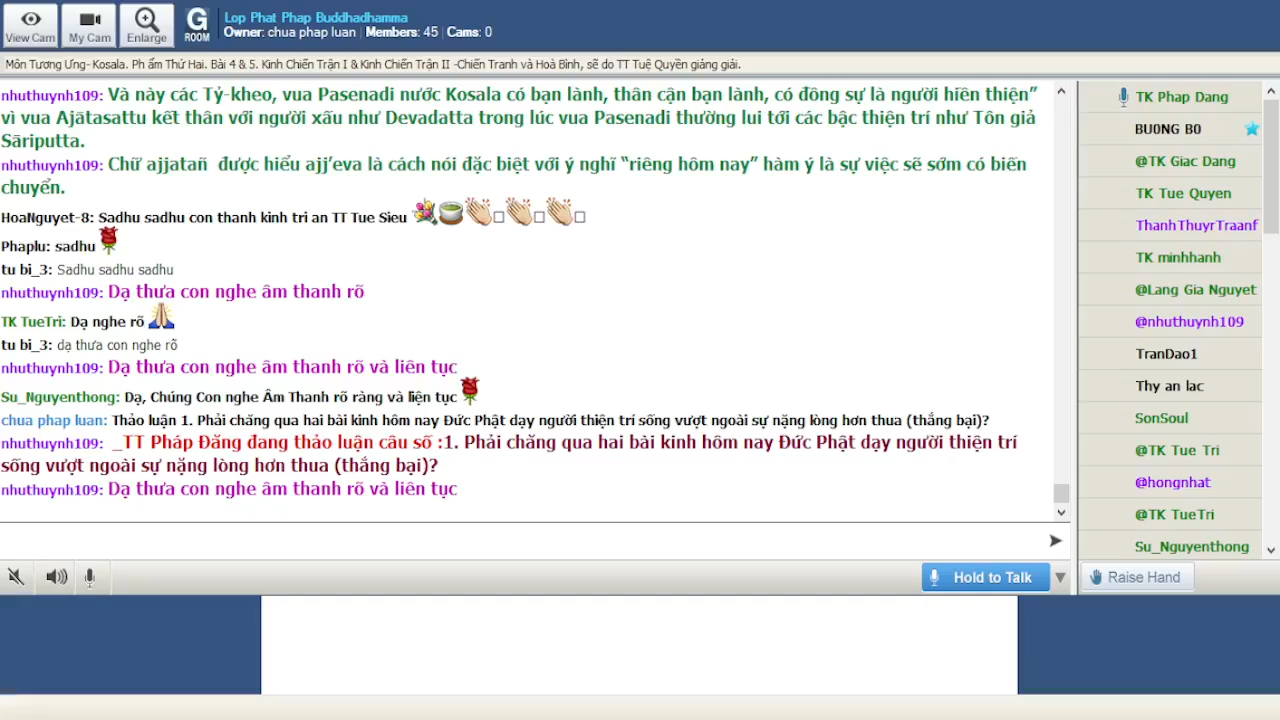 View Cam
My Cam
Enlarge
G
ROOM
Lop Phat Phap Buddhadhamma
Owner: chua phap luan | Members: 45 | Cams: 0
Môn Tương Ưng- Kosala. Ph ẩm Thứ Hai. Bài 4 & 5. Kinh Chiến Trận I & Kinh Chiến Trận II -Chiến Tranh và Hoà Bình, sẽ do TT Tuệ Quyền giảng giải.
nhuthuynh109: Và này các Tỷ-kheo, vua Pasenadi nước Kosala có bạn lành, thân cận bạn lành, có đồng sự là người hiền thiện”
vì vua Ajātasattu kết thân với người xấu như Devadatta trong lúc vua Pasenadi thường lui tới các bậc thiện trí như Tôn giả
Sāriputta.
nhuthuynh109: Chữ ajjatañ được hiểu ajj’eva là cách nói đặc biệt với ý nghĩ “riêng hôm nay” hàm ý là sự việc sẽ sớm có biến
chuyển.
HoaNguyet-8: Sadhu sadhu con thanh kinh tri an TT Tue Sieu
Phaplu: sadhu
tu bi_3: Sadhu sadhu sadhu
nhuthuynh109: Dạ thưa con nghe âm thanh rõ
TK TueTri: Dạ nghe rõ
tu bi_3: dạ thưa con nghe rõ
nhuthuynh109: Dạ thưa con nghe âm thanh rõ và liên tục
Su_Nguyenthong: Dạ, Chúng Con nghe Âm Thanh rõ ràng và liện tục
chua phap luan: Thảo luận 1. Phải chăng qua hai bài kinh hôm nay Đức Phật dạy người thiện trí sống vượt ngoài sự nặng lòng hơn thua (thắng bại)?
nhuthuynh109: _TT Pháp Đăng đang thảo luận câu số :1. Phải chăng qua hai bài kinh hôm nay Đức Phật dạy người thiện trí
sống vượt ngoài sự nặng lòng hơn thua (thắng bại)?
nhuthuynh109: Dạ thưa con nghe âm thanh rõ và liên tục
TK Phap Dang
BU0NG B0
@TK Giac Dang
TK Tue Quyen
ThanhThuyrTraanf
TK minhhanh
@Lang Gia Nguyet
@nhuthuynh109
TranDao1
Thy an lac
SonSoul
@TK Tue Tri
@hongnhat
@TK TueTri
Su_Nguyenthong
Hold to Talk
Raise Hand